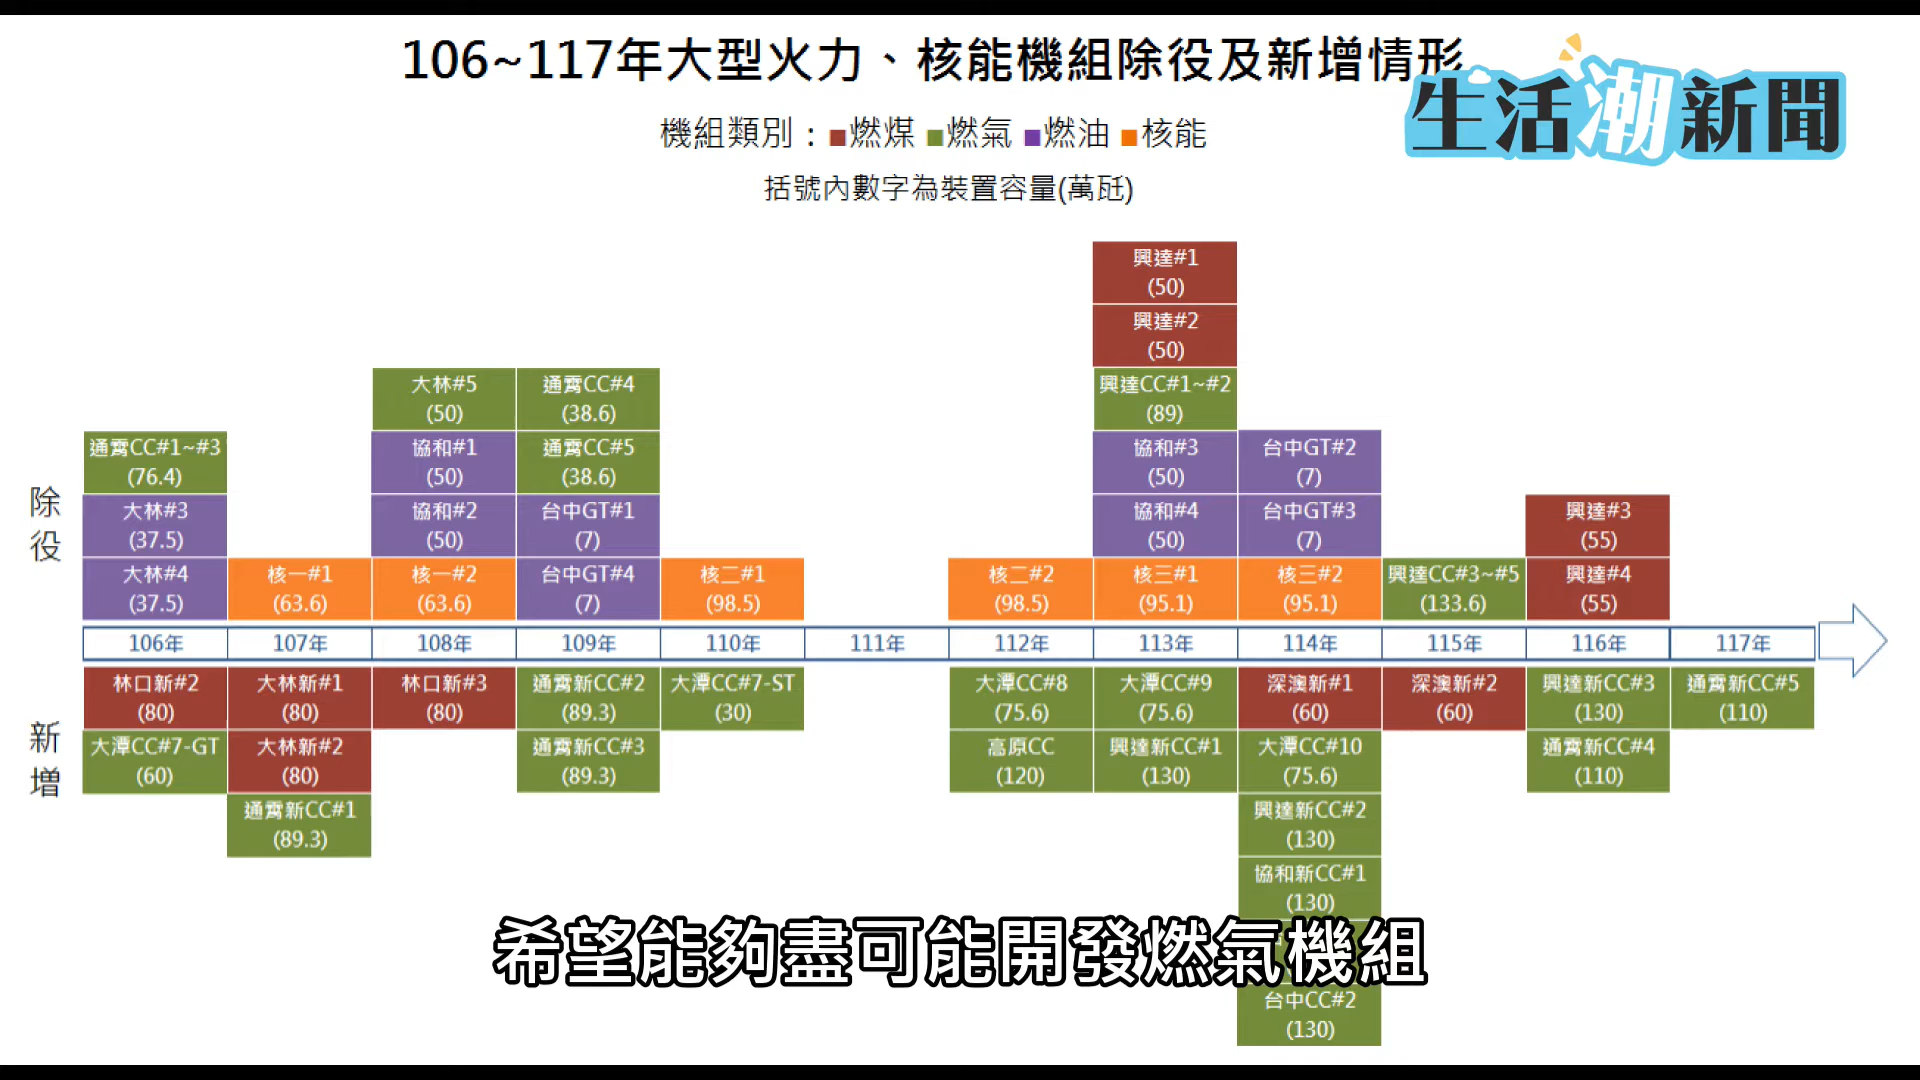 106~117年大型火力、核能機組除役及新增情形
生活潮新聞
機組類別：■燃煤 ■燃氣 ■燃油 ■核能
括號內數字為裝置容量(萬瓩)
興達#1
(50)
興達#2
(50)
大林#5
(50)
通霄CC#4
(38.6)
興達CC#1~#2
(89)
通霄CC#1~#3
(76.4)
協和#1
(50)
通霄CC#5
(38.6)
協和#3
(50)
台中GT#2
(7)
除役
大林#3
(37.5)
協和#2
(50)
台中GT#1
(7)
協和#4
(50)
台中GT#3
(7)
興達#3
(55)
大林#4
(37.5)
核一#1
(63.6)
核一#2
(63.6)
台中GT#4
(7)
核二#1
(98.5)
核二#2
(98.5)
核三#1
(95.1)
核三#2
(95.1)
興達CC#3~#5
(133.6)
興達#4
(55)
106年 107年 108年 109年 110年 111年 112年 113年 114年 115年 116年 117年
新增
林口新#2
(80)
大林新#1
(80)
林口新#3
(80)
通霄新CC#2
(89.3)
大潭CC#7-ST
(30)
大潭CC#8
(75.6)
大潭CC#9
(75.6)
深澳新#1
(60)
深澳新#2
(60)
興達新CC#3
(130)
通霄新CC#5
(110)
大潭CC#7-GT
(60)
大林新#2
(80)
通霄新CC#3
(89.3)
高原CC
(120)
興達新CC#1
(130)
大潭CC#10
(75.6)
通霄新CC#4
(110)
通霄新CC#1
(89.3)
興達新CC#2
(130)
協和新CC#1
(130)
希望能夠盡可能開發燃氣機組
台中CC#2
(130)